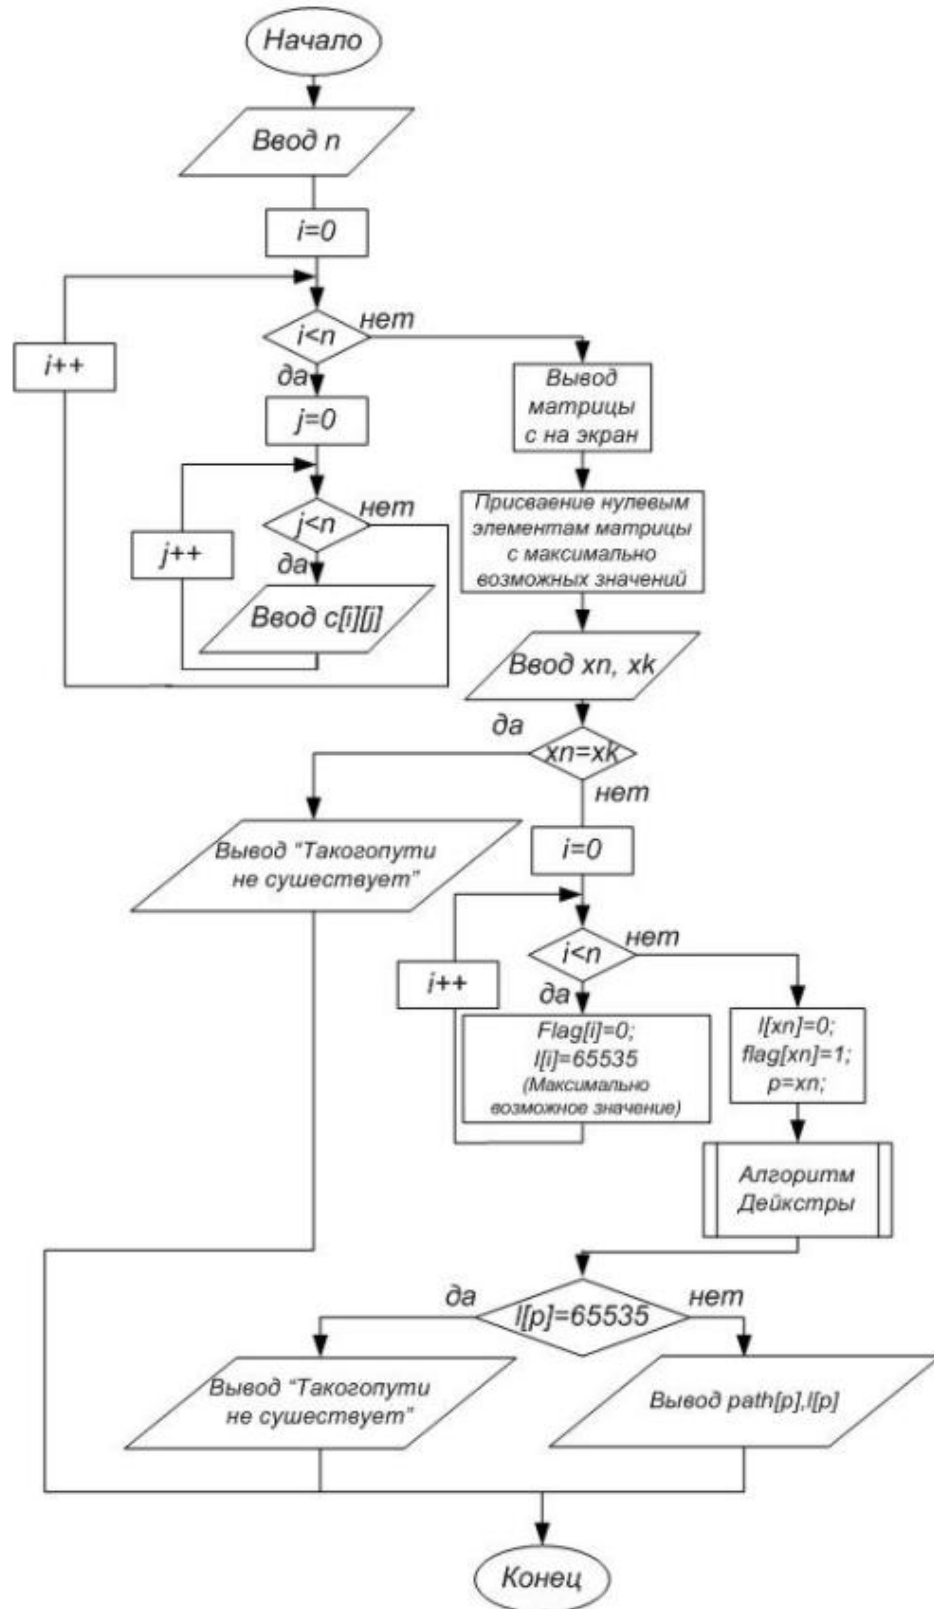 Начало
Ввод n
i=0
i<n
нет
да
i++
j=0
j<n
нет
да
j++
Ввод c[i][j]
Вывод
матрицы
с на экран
Присваение нулевым
элементам матрицы
с максимально
возможных значений
Ввод xn, xk
да
xn=xk
нет
Вывод “Такогопути
не сушествует”
i=0
i<n
нет
да
i++
Flag[i]=0;
l[i]=65535
(Максимально
возможное значение)
l[xn]=0;
flag[xn]=1;
p=xn;
Алгоритм
Дейкстры
да
l[p]=65535
нет
Вывод “Такогопути
не сушествует”
Вывод path[p],l[p]
Конец